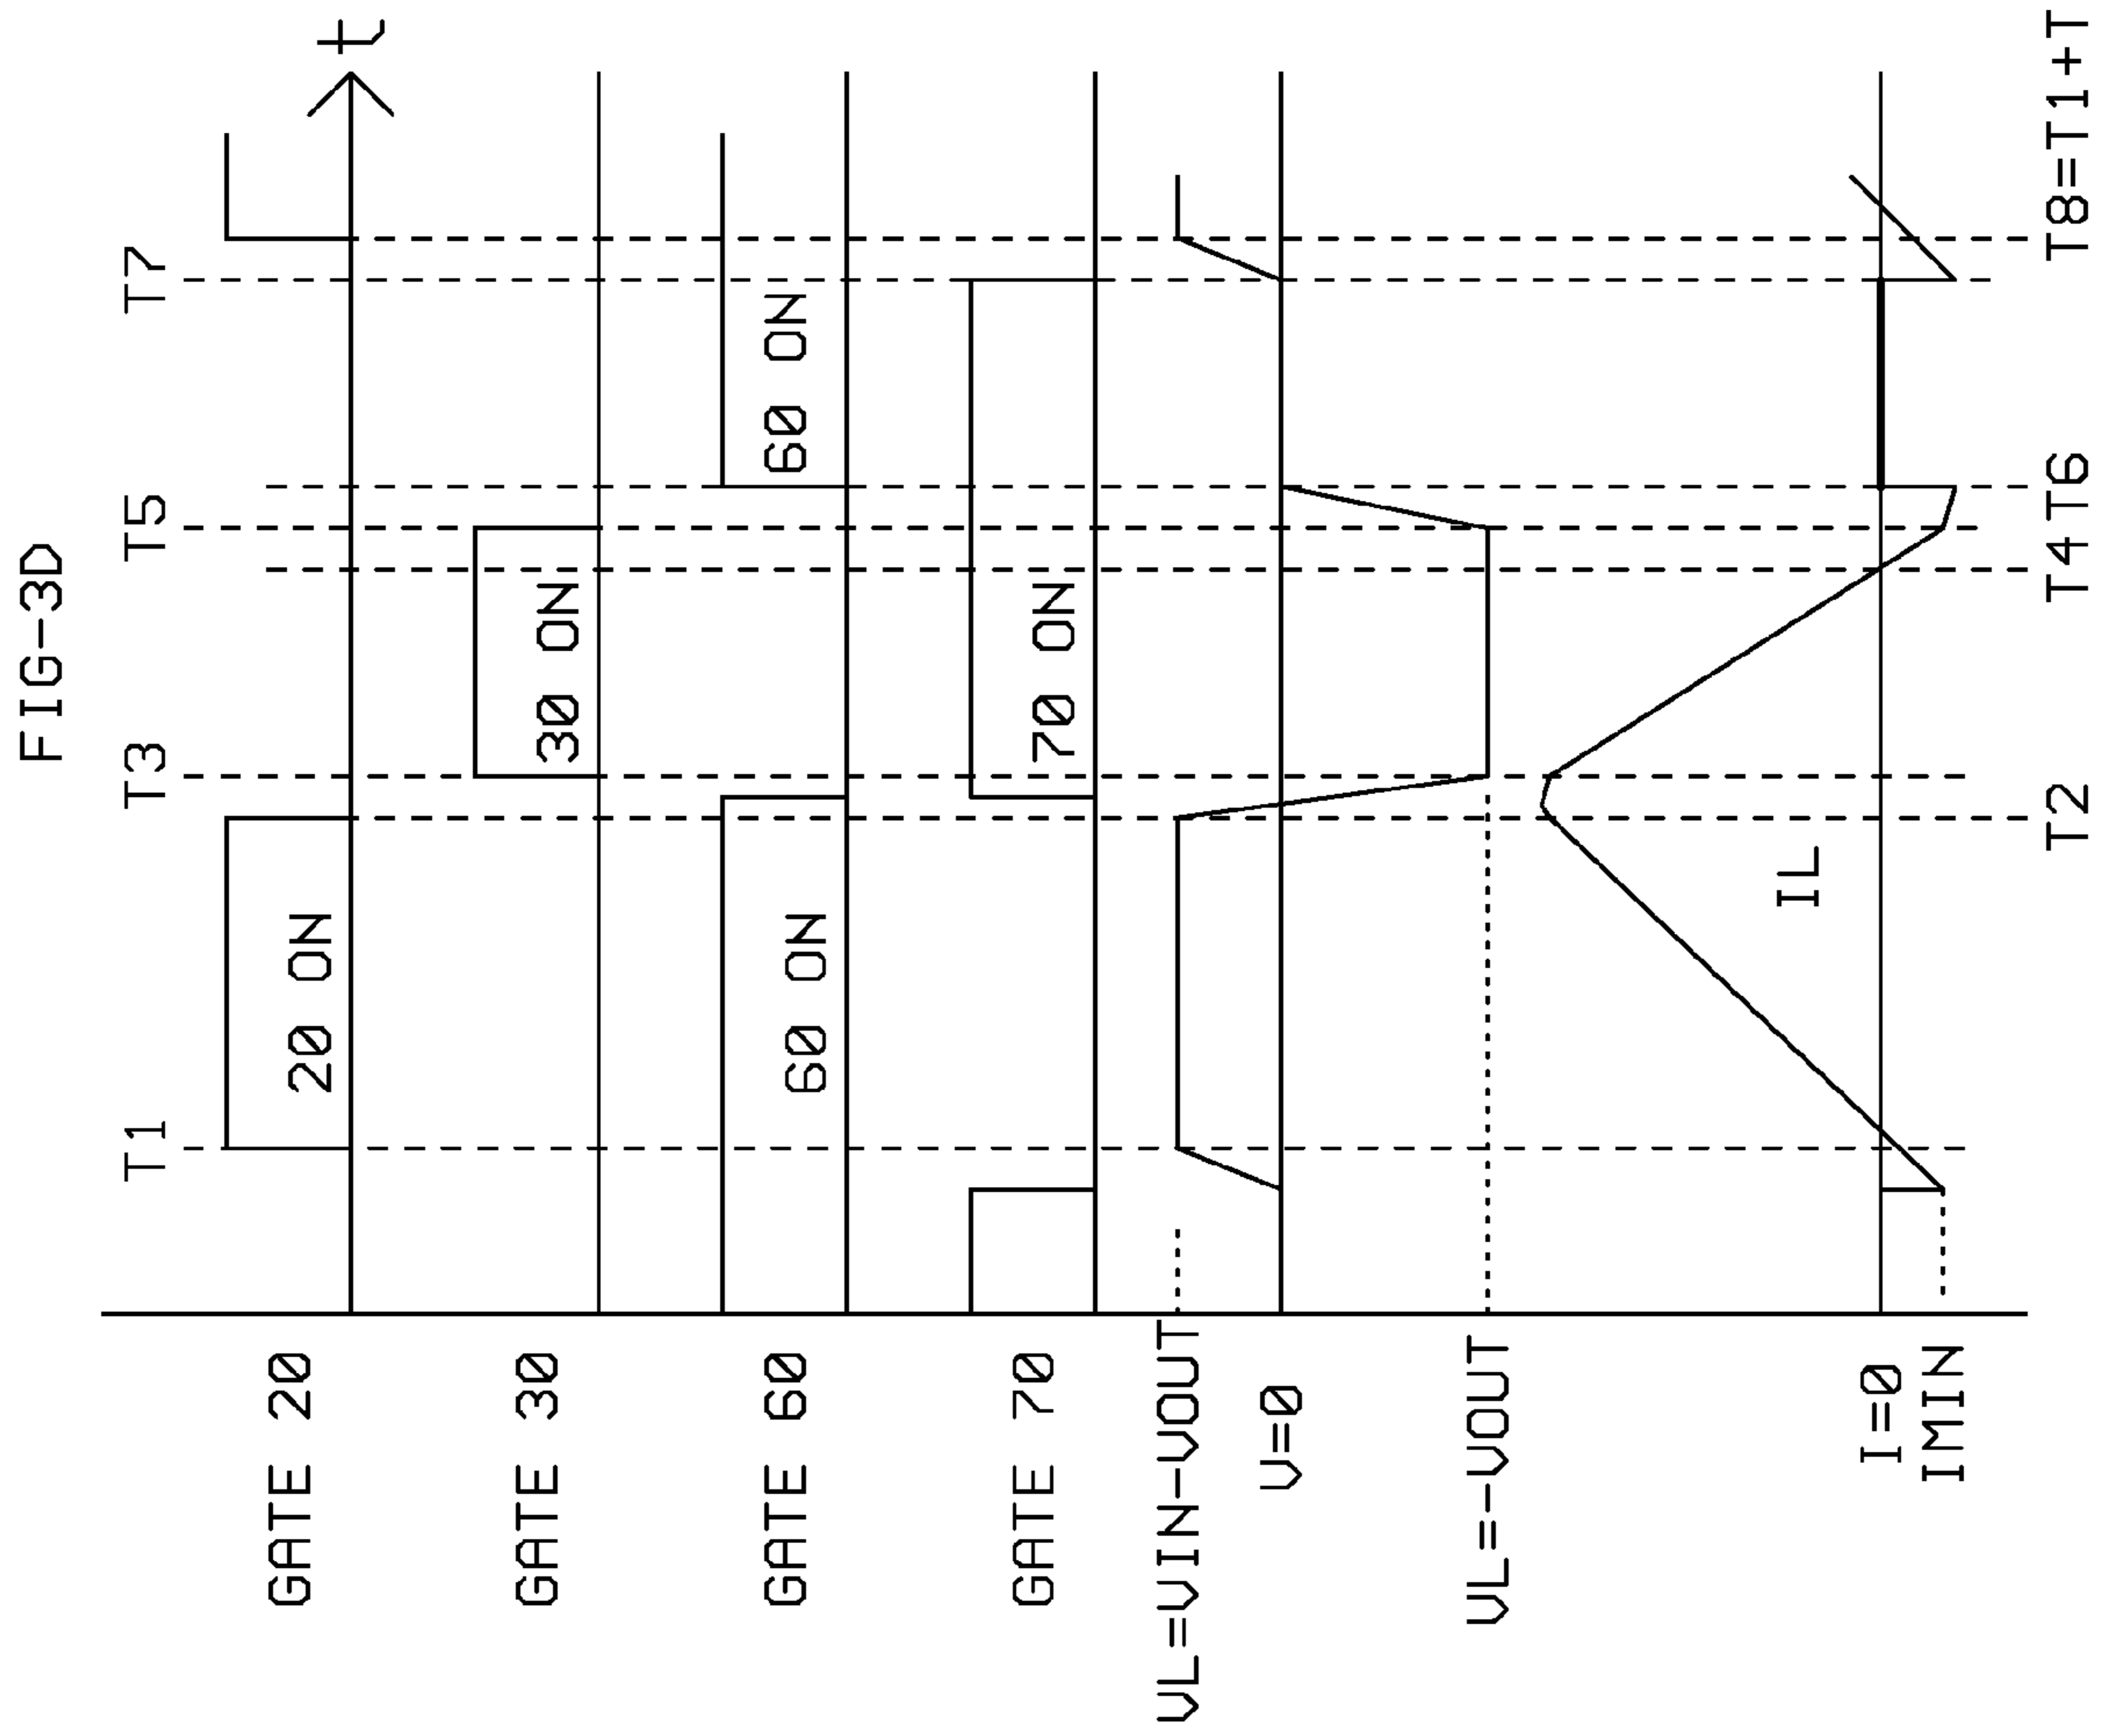 FIG-3D
T1
T3
T5
T7
t
GATE 20
20 ON
GATE 30
30 ON
GATE 60
60 ON
60 ON
GATE 70
70 ON
VL=VIN-VOUT
V=0
VL=-VOUT
IL
I=0
IMIN
T2
T4
T6
T8=T1+T